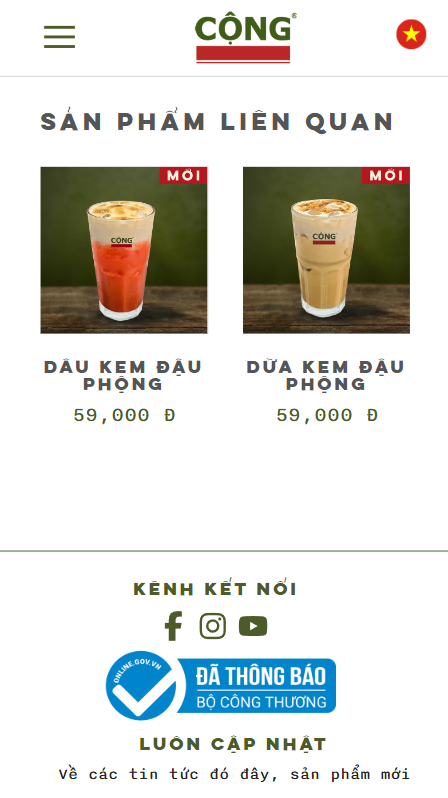 CỘNG®
SẢN PHẨM LIÊN QUAN
MỚI
MỚI
CỘNG
CỘNG
DÂU KEM ĐẬU
PHỘNG
59,000 Đ
DỪA KEM ĐẬU
PHỘNG
59,000 Đ
KÊNH KẾT NỐI
ONLINE.GOV.VN
ĐÃ THÔNG BÁO
BỘ CÔNG THƯƠNG
LUÔN CẬP NHẬT
Về các tin tức đó đây, sản phẩm mới